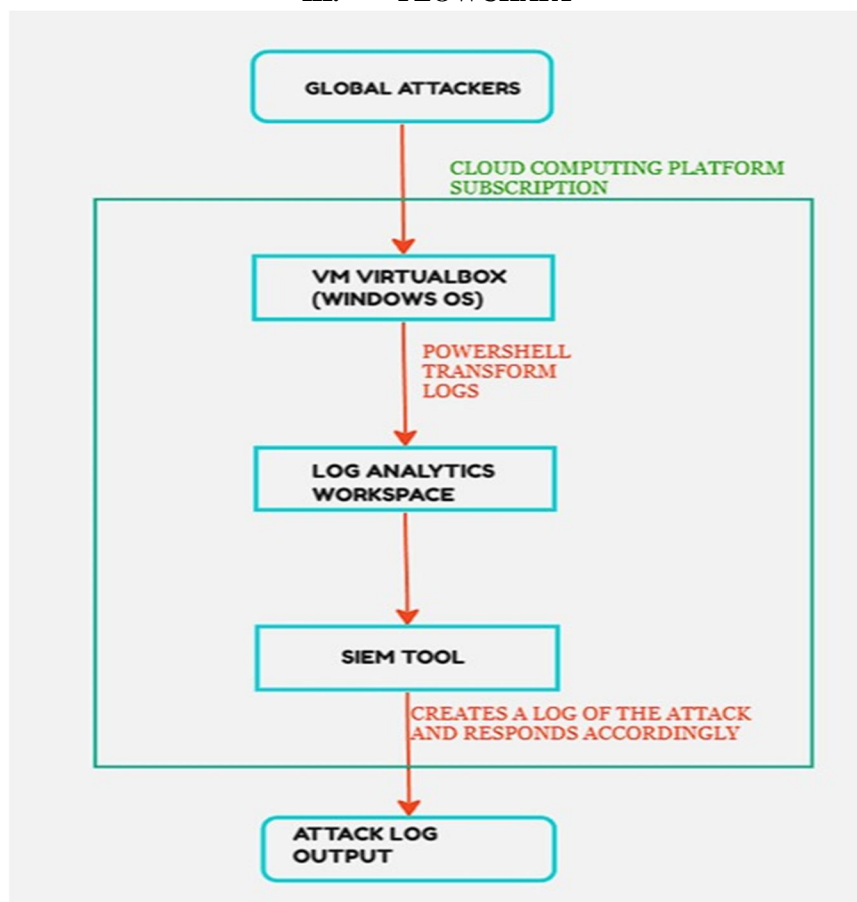 GLOBAL ATTACKERS
CLOUD COMPUTING PLATFORM
SUBSCRIPTION
VM VIRTUALBOX
(WINDOWS OS)
POWERSHELL
TRANSFORM
LOGS
LOG ANALYTICS
WORKSPACE
SIEM TOOL
CREATES A LOG OF THE ATTACK
AND RESPONDS ACCORDINGLY
ATTACK LOG
OUTPUT